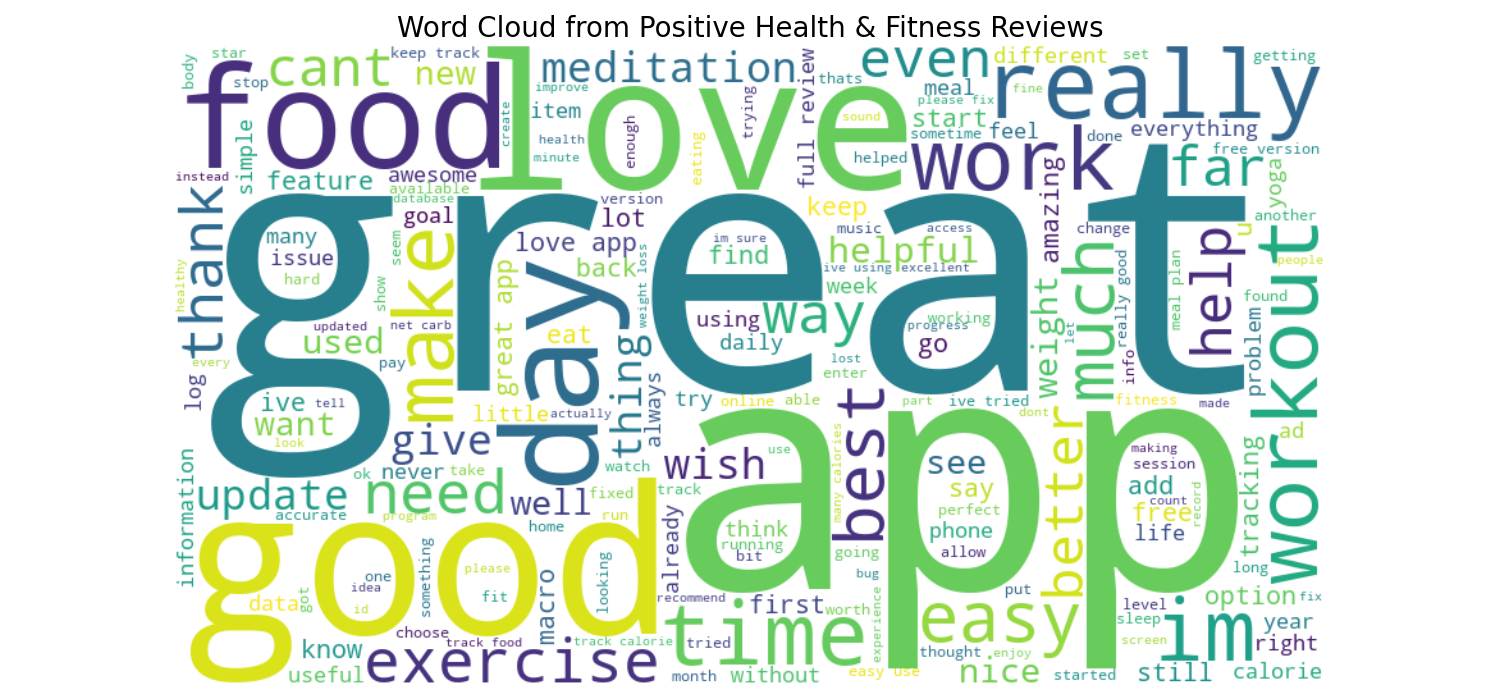 Word Cloud from Positive Health & Fitness Reviews
star
keep track
body
stop
cant
new
food
love
meditation
improve
item
create
health
minute
enough
eating
trying
thats
full review
even
different
set
getting
really
meal
please fix
fine
sound
start
sometime
feel
done
everything
free version
helped
work
far
simple
instead
feature
awesome
available
database
version
lot
keep
music
access
amazing
change
yoga
another
u
thank
great
many
issue
hard
goal
love app
back
im sure
find
helpful
ive using
excellent
week
people
healthy
show
seem
make
great app
day
weight loss
way
using
daily
working
progress
go
lost
enter
weight
let
much
really good
meal plan
help
found
problem
workout
updated
net carb
used
pay
eat
thing
every
log
ive
tell
want
look
little
actually
always
try
online
able
part
ive tried
dont
info
fitness
made
ad
give
best
better
ok
never
take
watch
wish
use
many calories
see
say
perfect
phone
allow
making
session
add
count
free
life
record
tracking
long
information
update
need
well
fixed
track
accurate
program
home
run
already
think
running
bit
going
app
good
something
please
looking
one
idea
id
fit
data
got
macro
recommend
first
worth
bug
experience
put
easy
level
sleep
screen
im
option
fix
year
right
choose
track food
know
useful
exercise
track calorie
tried
time
month
without
easy use
thought
enjoy
nice
started
still
calorie